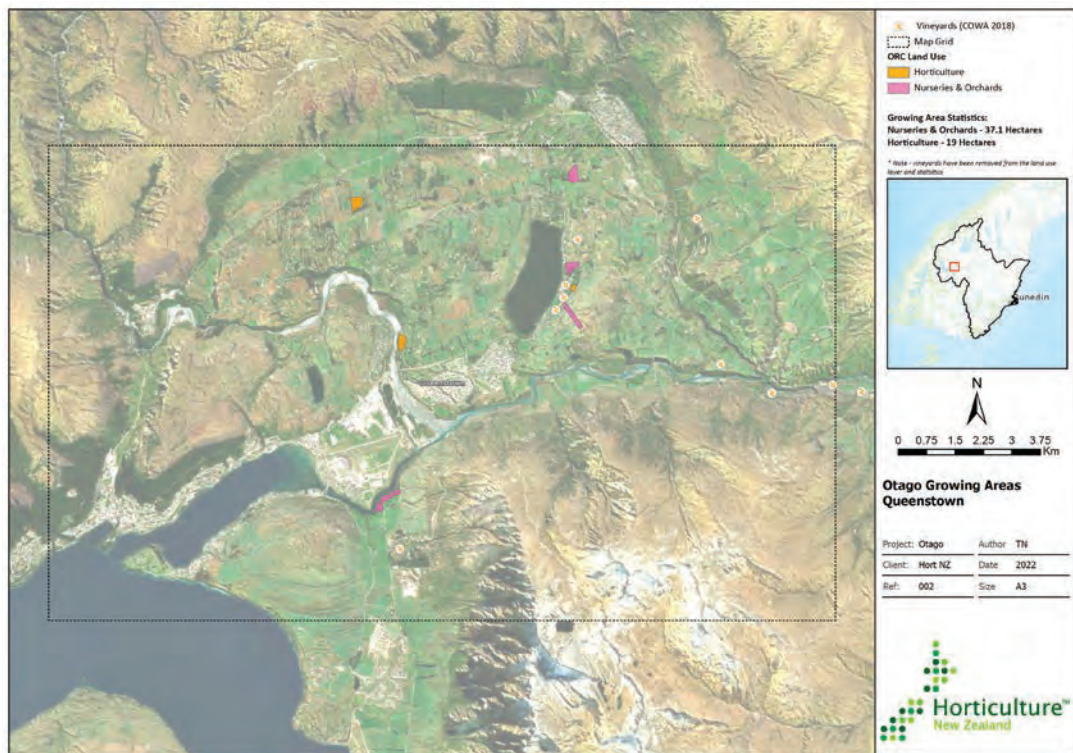 Vineyards (COWA 2018)
Map Grid
ORC Land Use
Horticulture
Nurseries & Orchards
Growing Area Statistics:
Nurseries & Orchards - 37.1 Hectares
Horticulture - 19 Hectares
* Note - vineyards have been removed from the land use
layer and statistics
unedin
N
0 0.75 1.5 2.25 3 3.75
Km
Otago Growing Areas
Queenstown
Project: Otago Author TN
Client: Hort NZ Date 2022
Ref: 002 Size A3
Horticulture™
New Zealand